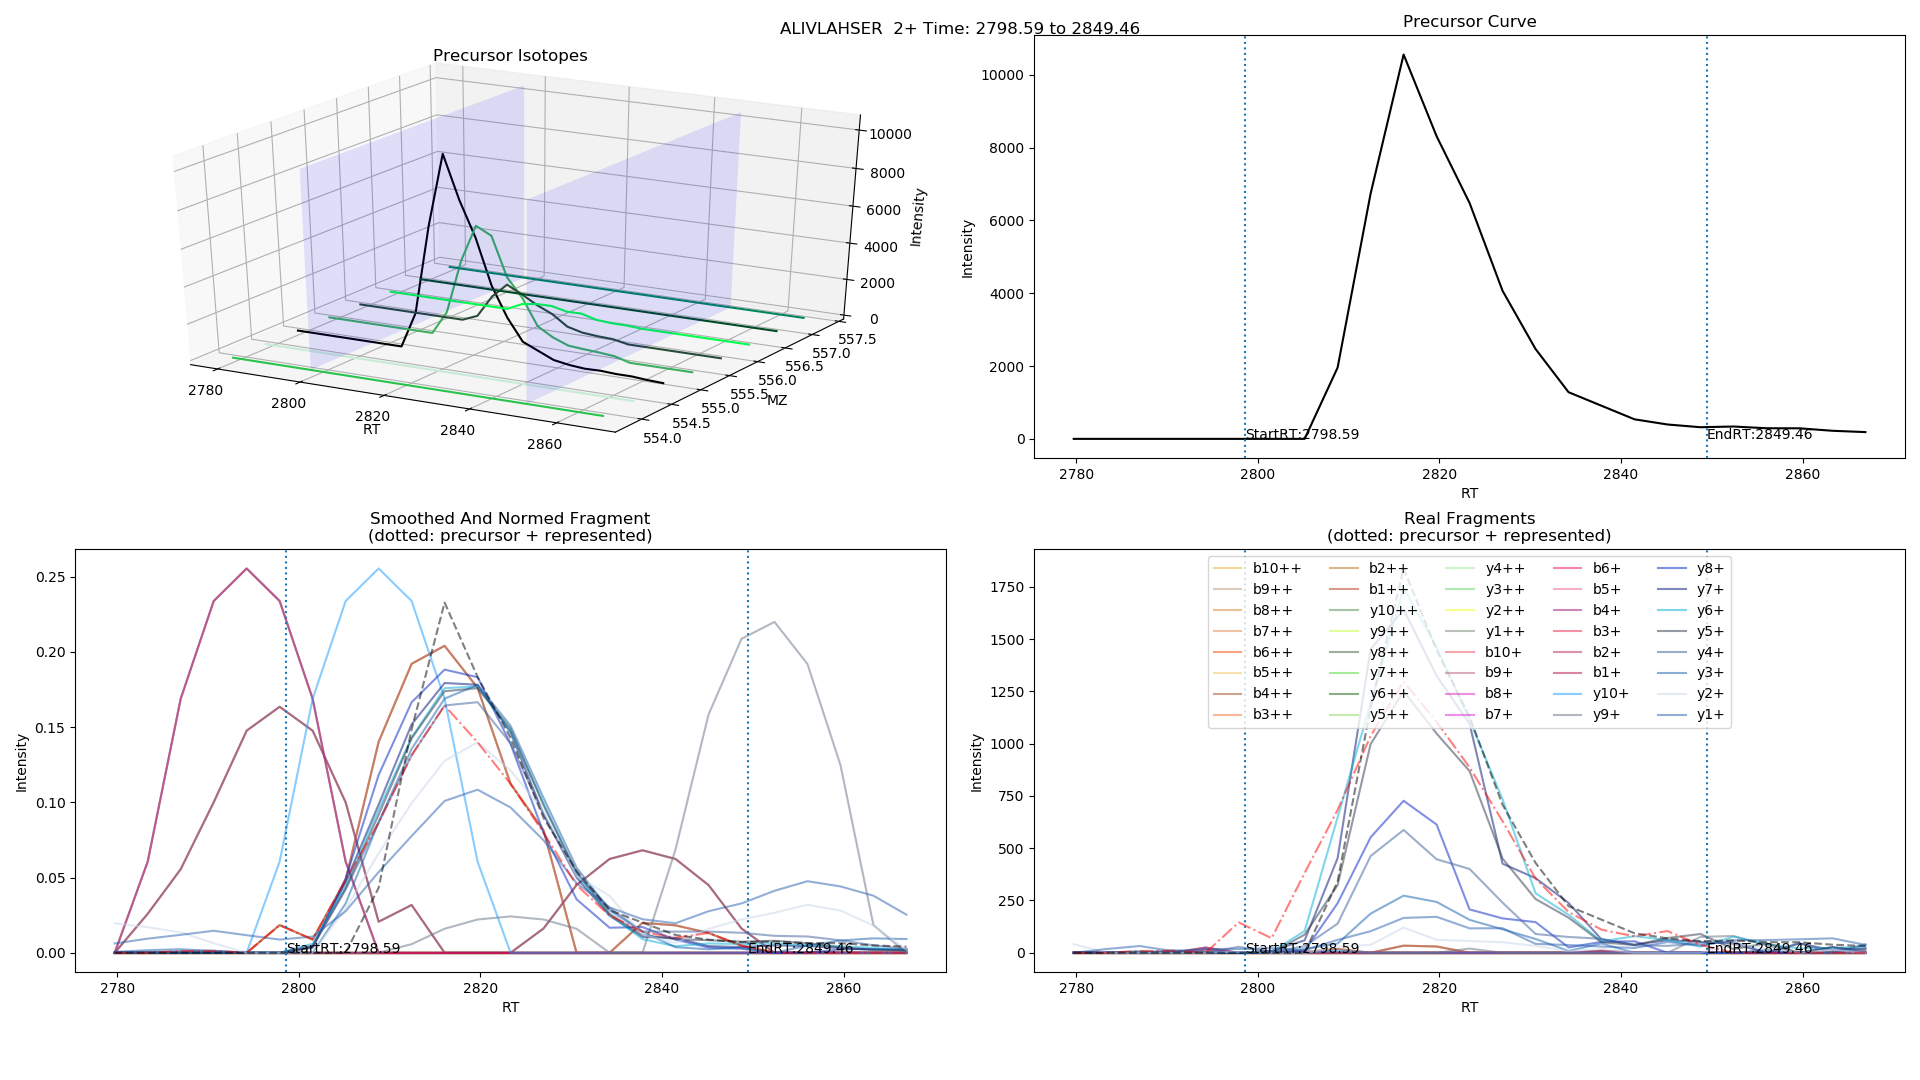 ALIVLAHSER  2+ Time: 2798.59 to 2849.46
Precursor Isotopes
10000
8000
6000
4000
2000
0
Intensity
557.5
557.0
556.5
556.0
555.5
555.0
554.5
554.0
MZ
2780
2800
2820
2840
2860
RT
Precursor Curve
10000
8000
6000
4000
2000
0
Intensity
StartRT:2798.59
EndRT:2849.46
2780
2800
2820
2840
2860
RT
Smoothed And Normed Fragment
(dotted: precursor + represented)
0.25
0.20
0.15
0.10
0.05
0.00
Intensity
StartRT:2798.59
EndRT:2849.46
2780
2800
2820
2840
2860
RT
Real Fragments
(dotted: precursor + represented)
1750
1500
1250
1000
750
500
250
0
Intensity
b10++
b9++
b8++
b7++
b6++
b5++
b4++
b3++
b2++
b1++
y10++
y9++
y8++
y7++
y6++
y5++
y4++
y3++
y2++
y1++
b10+
b9+
b8+
b7+
b6+
b5+
b4+
b3+
b2+
b1+
y10+
y9+
y8+
y7+
y6+
y5+
y4+
y3+
y2+
y1+
StartRT:2798.59
EndRT:2849.46
2780
2800
2820
2840
2860
RT